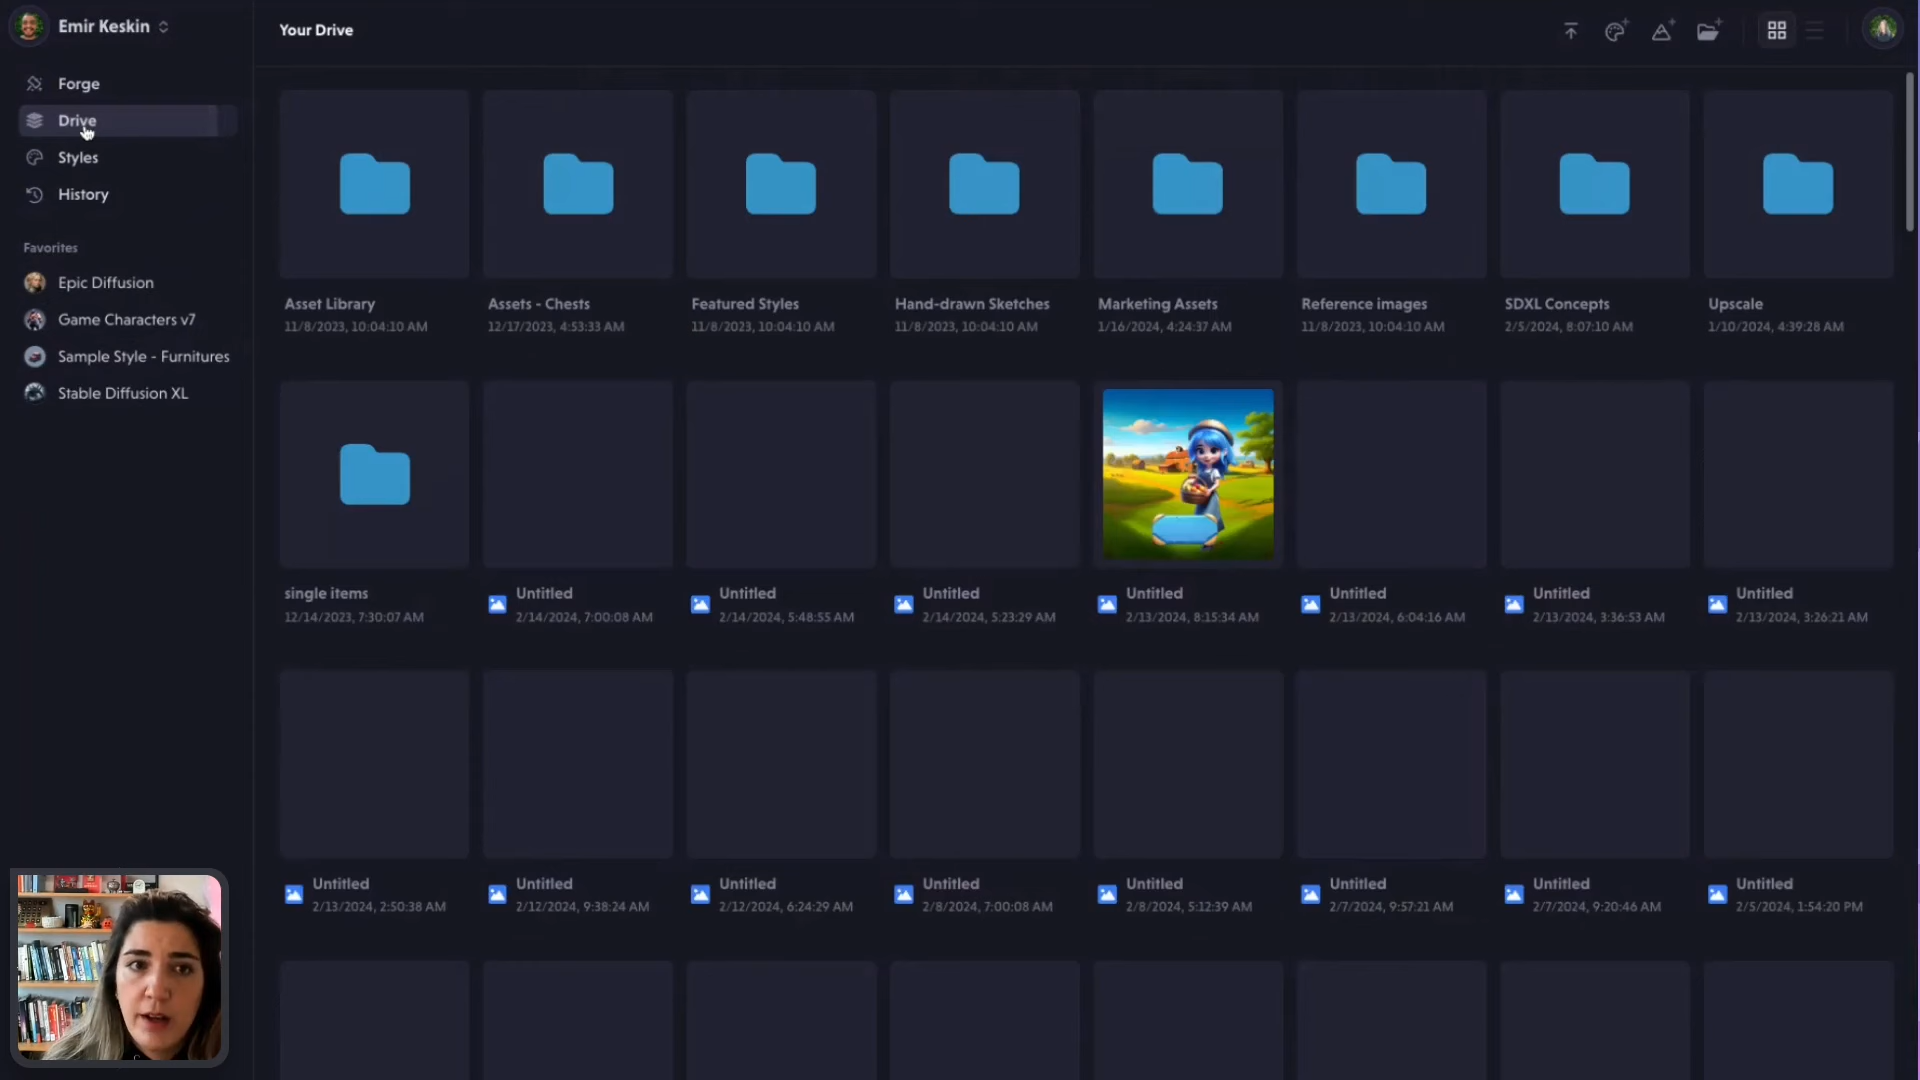 Emir Keskin
Your Drive
Forge
Drive
Styles
History
Favorites
Epic Diffusion
Game Characters v7
Sample Style - Furnitures
Stable Diffusion XL
Asset Library
11/8/2023, 10:04:10 AM
Assets - Chests
12/17/2023, 4:53:33 AM
Featured Styles
11/8/2023, 10:04:10 AM
Hand-drawn Sketches
11/8/2023, 10:04:10 AM
Marketing Assets
1/16/2024, 4:24:37 AM
Reference images
11/8/2023, 10:04:10 AM
SDXL Concepts
2/5/2024, 8:07:10 AM
Upscale
1/10/2024, 4:39:28 AM
single items
12/14/2023, 7:30:07 AM
Untitled
2/14/2024, 7:00:08 AM
Untitled
2/14/2024, 5:48:55 AM
Untitled
2/14/2024, 5:23:29 AM
Untitled
2/13/2024, 8:15:34 AM
Untitled
2/13/2024, 6:04:16 AM
Untitled
2/13/2024, 3:36:53 AM
Untitled
2/13/2024, 3:26:21 AM
Untitled
2/13/2024, 2:50:38 AM
Untitled
2/12/2024, 9:38:24 AM
Untitled
2/12/2024, 6:24:29 AM
Untitled
2/8/2024, 7:00:08 AM
Untitled
2/8/2024, 5:12:39 AM
Untitled
2/7/2024, 9:57:21 AM
Untitled
2/7/2024, 9:20:46 AM
Untitled
2/5/2024, 1:54:20 PM